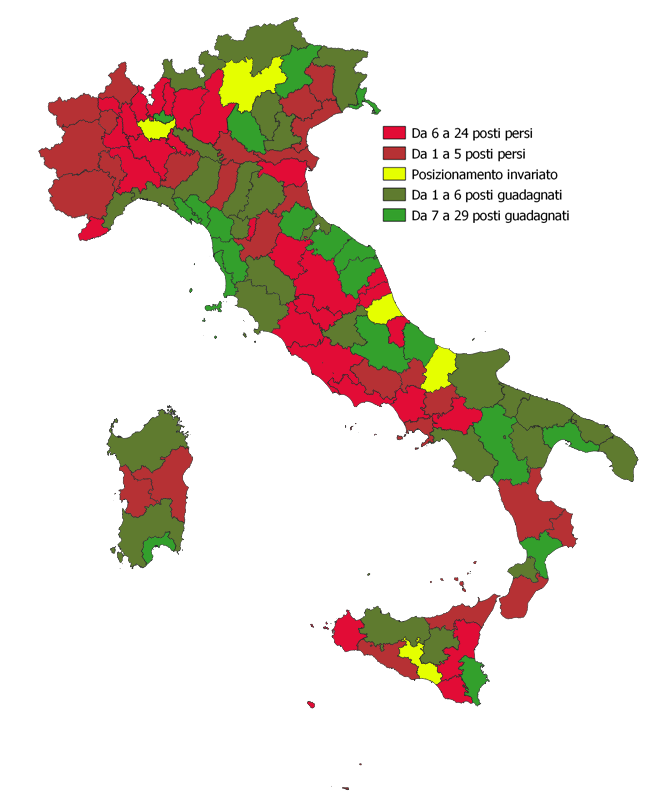 Da 6 a 24 posti persi
Da 1 a 5 posti persi
Posizionamento invariato
Da 1 a 6 posti guadagnati
Da 7 a 29 posti guadagnati